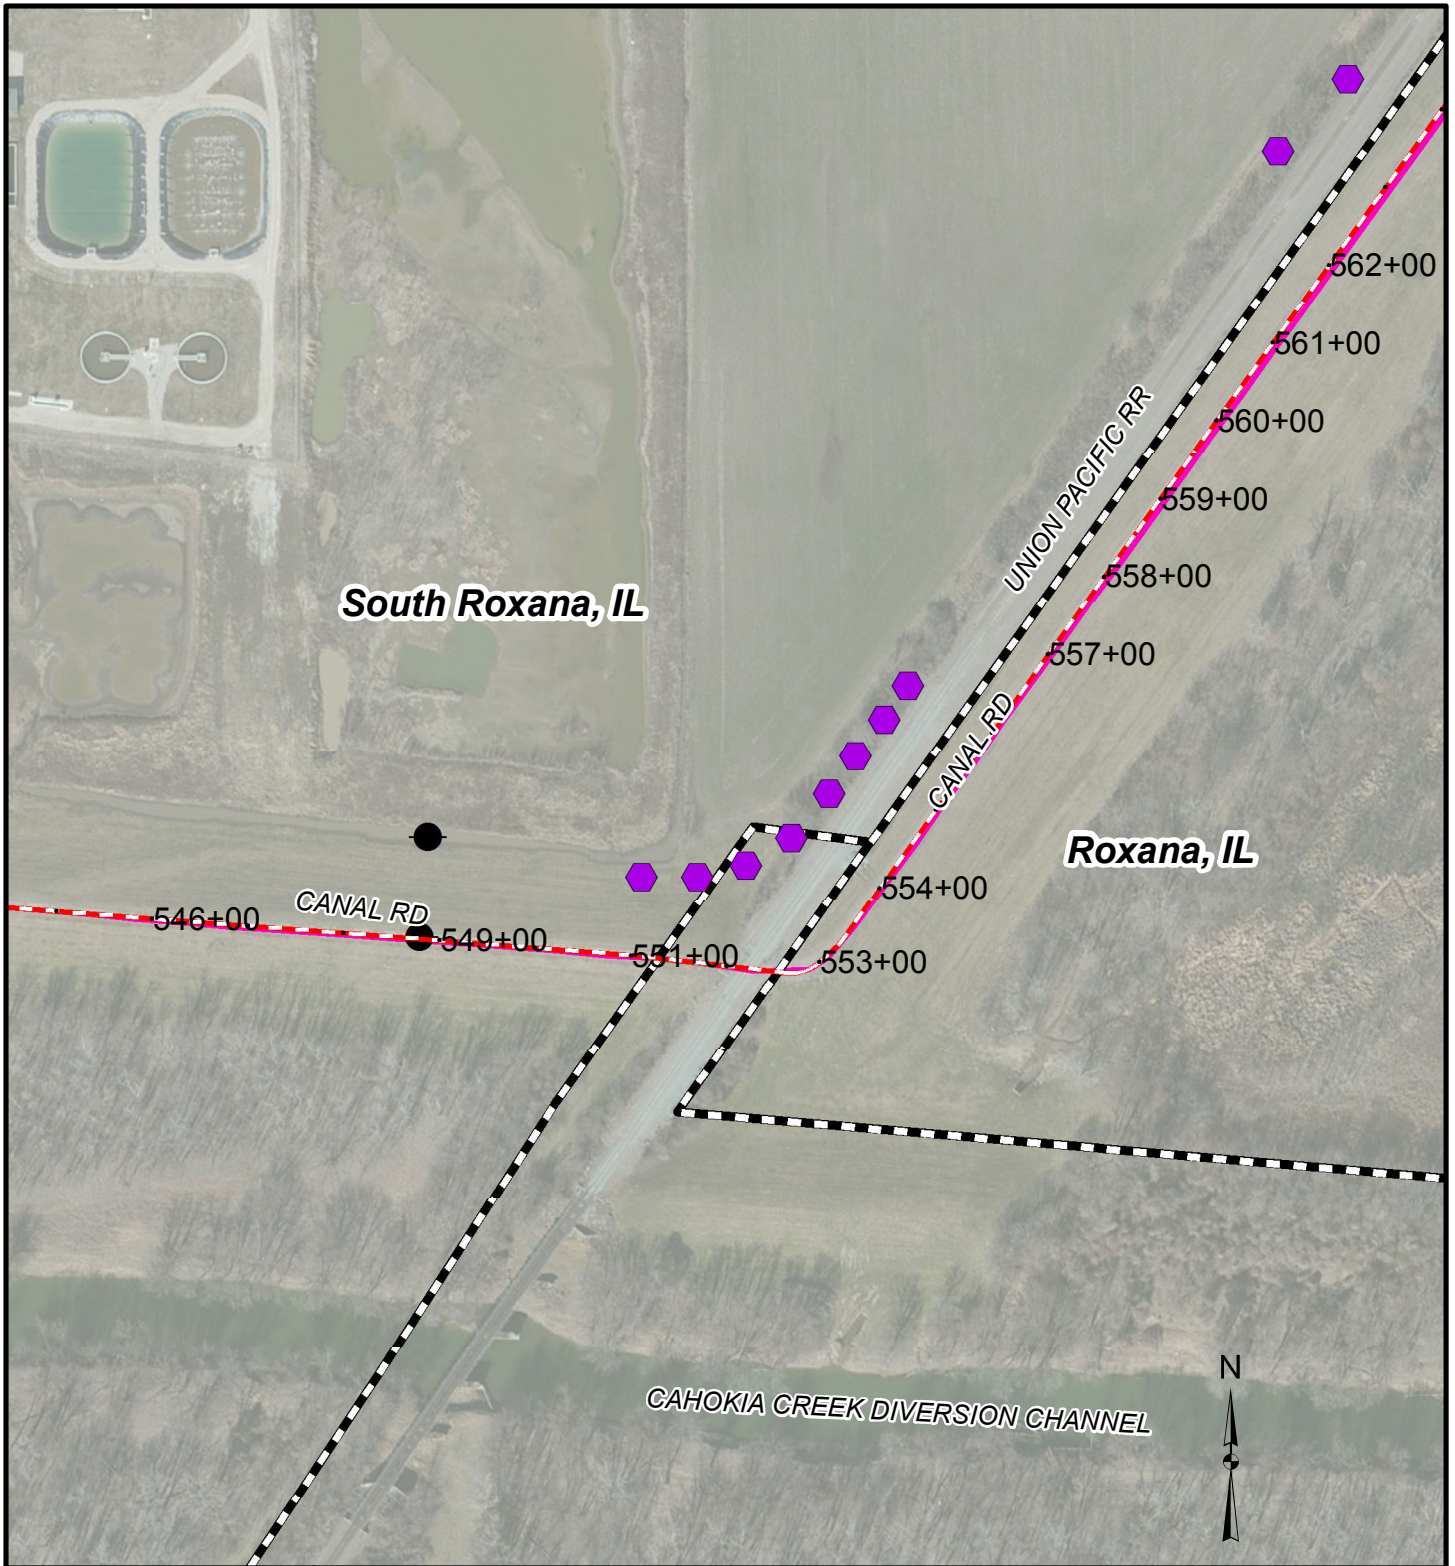 562+00
561+00
UNION PACIFIC RR
560+00
559+00
558+00
South Roxana, IL
557+00
CANAL RD
Roxana, IL
554+00
CANAL RD
546+00
549+00
551+00
553+00
N
CAHOKIA CREEK DIVERSION CHANNEL